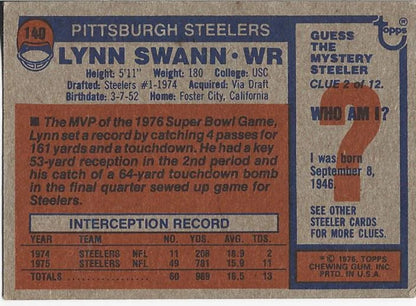 140
PITTSBURGH STEELERS
LYNN SWANN • WR
Height: 5'11" Weight: 180 College: USC
Drafted: Steelers #1-1974 Acquired: Via Draft
Birthdate: 3-7-52 Home: Foster City, California
■ The MVP of the 1976 Super Bowl Game,
Lynn set a record by catching 4 passes for
161 yards and a touchdown. He had a key
53-yard reception in the 2nd period and
his catch of a 64-yard touchdown bomb
in the final quarter sewed up game for
Steelers.
INTERCEPTION RECORD
YEAR TEAM NO. YARDS AVG. TD
1974 STEELERS NFL 11 208 18.9 2
1975 STEELERS NFL 49 781 15.9 11
TOTALS 60 989 16.5 13
topps
GUESS
THE
MYSTERY
STEELER
CLUE 2 of 12.
WHO AM I?
?
I was born
September 8,
1946.
SEE OTHER
STEELER CARDS
FOR MORE CLUES.
© 1976, TOPPS
CHEWING GUM, INC.
PRTD. IN U.S.A.